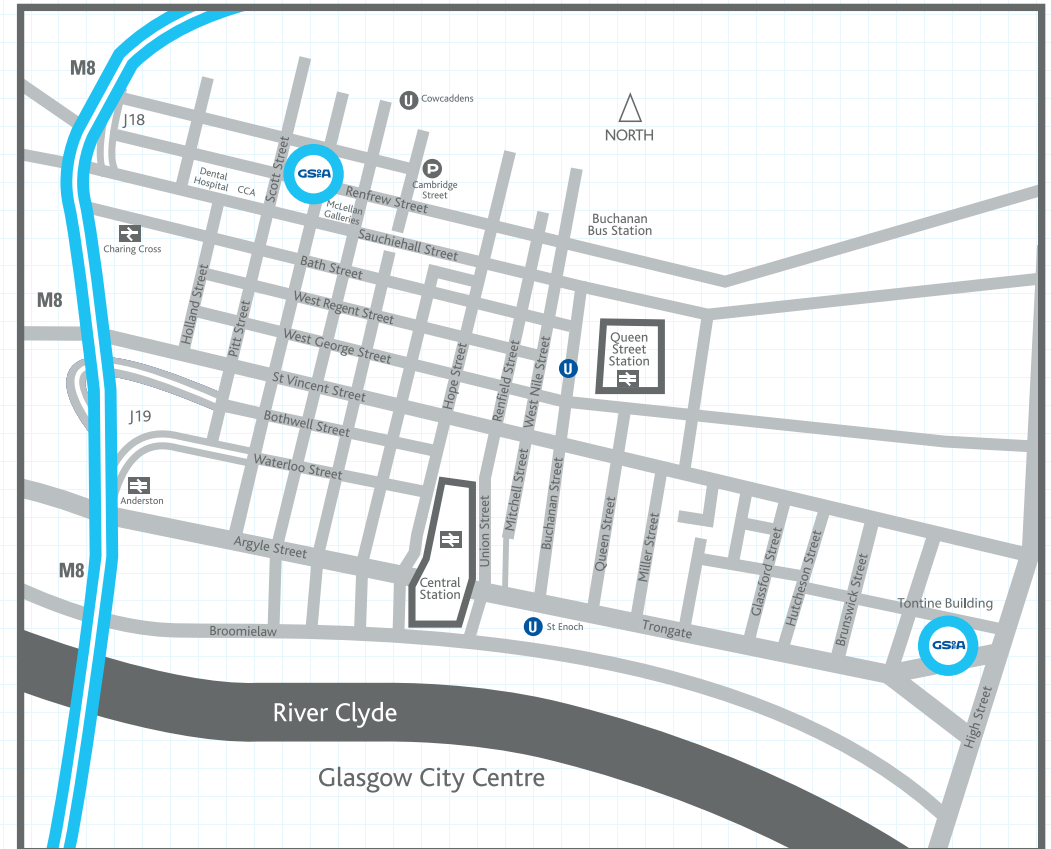 M8
J18
U
Cowcaddens
NORTH
Scott Street
GSoA
P
Cambridge
Street
Dental
Hospital
CCA
Renfrew Street
McLellan
Galleries
Buchanan
Bus Station
Charing Cross
Sauchiehall Street
Bath Street
M8
Holland Street
Pitt Street
West Regent Street
West George Street
Hope Street
Renfield Street
West Nile Street
U
Queen
Street
Station
St Vincent Street
J19
Bothwell Street
Waterloo Street
Anderston
Argyle Street
Union Street
Mitchell Street
Buchanan Street
Queen Street
Miller Street
Glassford Street
Hutcheson Street
Brunswick Street
M8
Central
Station
Tontine Building
GSoA
Broomielaw
U
St Enoch
Trongate
High Street
River Clyde
Glasgow City Centre